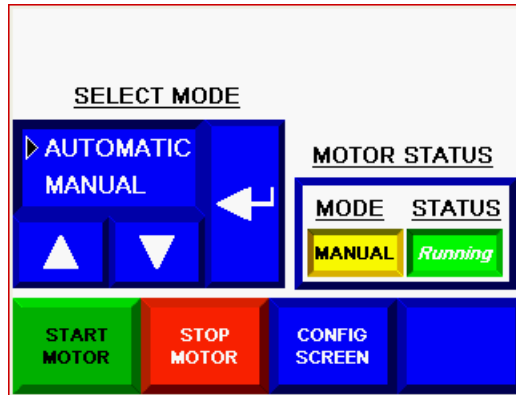 SELECT MODE
AUTOMATIC
MANUAL
MOTOR STATUS
MODE STATUS
MANUAL Running
START
MOTOR
STOP
MOTOR
CONFIG
SCREEN